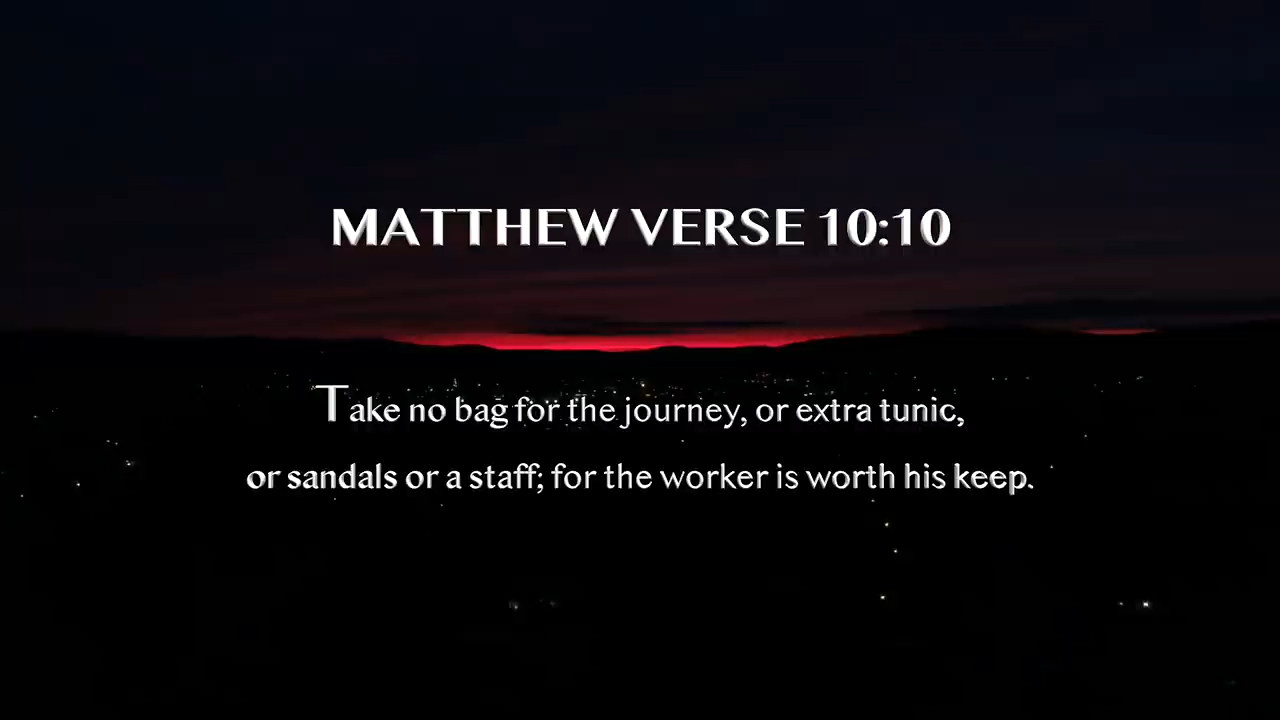 MATTHEW VERSE 10:10
Take no bag for the journey, or extra tunic,
or sandals or a staff; for the worker is worth his keep.